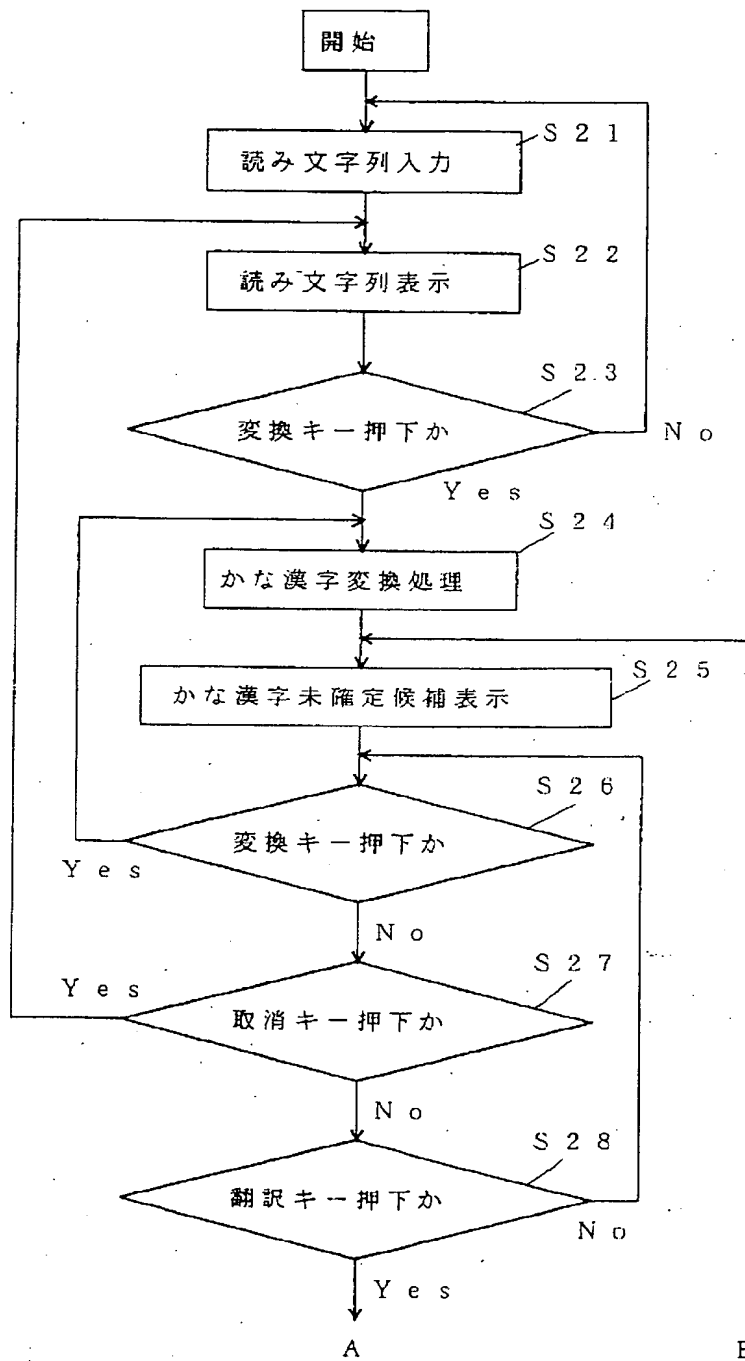 開始
S21
読み文字列入力
S22
読み文字列表示
S23
変換キー押下か
No
Yes
S24
かな漢字変換処理
S25
かな漢字未確定候補表示
S26
変換キー押下か
Yes
No
S27
Yes
取消キー押下か
No
S28
翻訳キー押下か
No
Yes
A